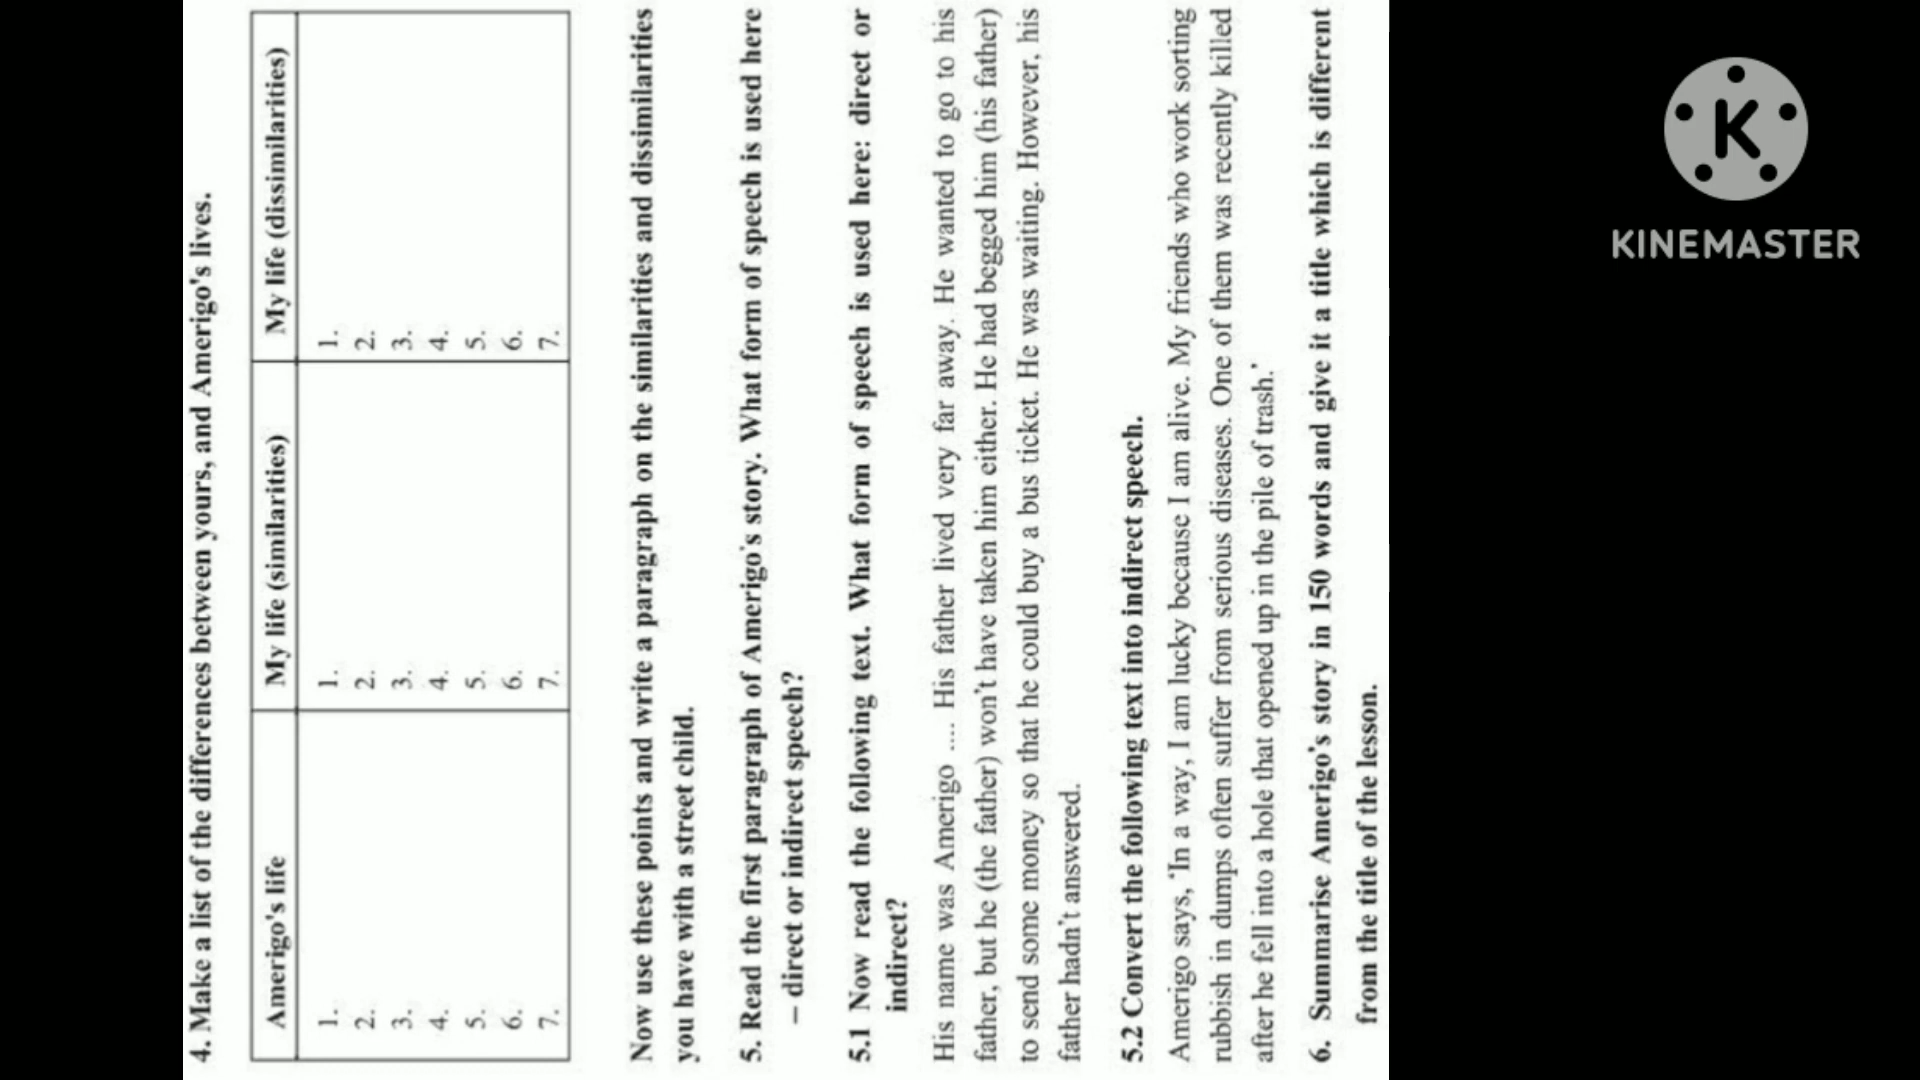 4. Make a list of the differences between yours, and Amerigo's lives.
Amerigo's life
My life (similarities)
My life (dissimilarities)
1.
2.
3.
4.
5.
6.
7.
1.
2.
3.
4.
5.
6.
7.
1.
2.
3.
4.
5.
6.
7.
Now use these points and write a paragraph on the similarities and dissimilarities
you have with a street child.
5. Read the first paragraph of Amerigo's story. What form of speech is used here
– direct or indirect speech?
5.1 Now read the following text. What form of speech is used here: direct or
indirect?
His name was Amerigo .... His father lived very far away. He wanted to go to his
father, but he (the father) won't have taken him either. He had begged him (his father)
to send some money so that he could buy a bus ticket. He was waiting. However, his
father hadn't answered.
5.2 Convert the following text into indirect speech.
Amerigo says, 'In a way, I am lucky because I am alive. My friends who work sorting
rubbish in dumps often suffer from serious diseases. One of them was recently killed
after he fell into a hole that opened up in the pile of trash.'
6. Summarise Amerigo's story in 150 words and give it a title which is different
from the title of the lesson.
K
KINEMASTER